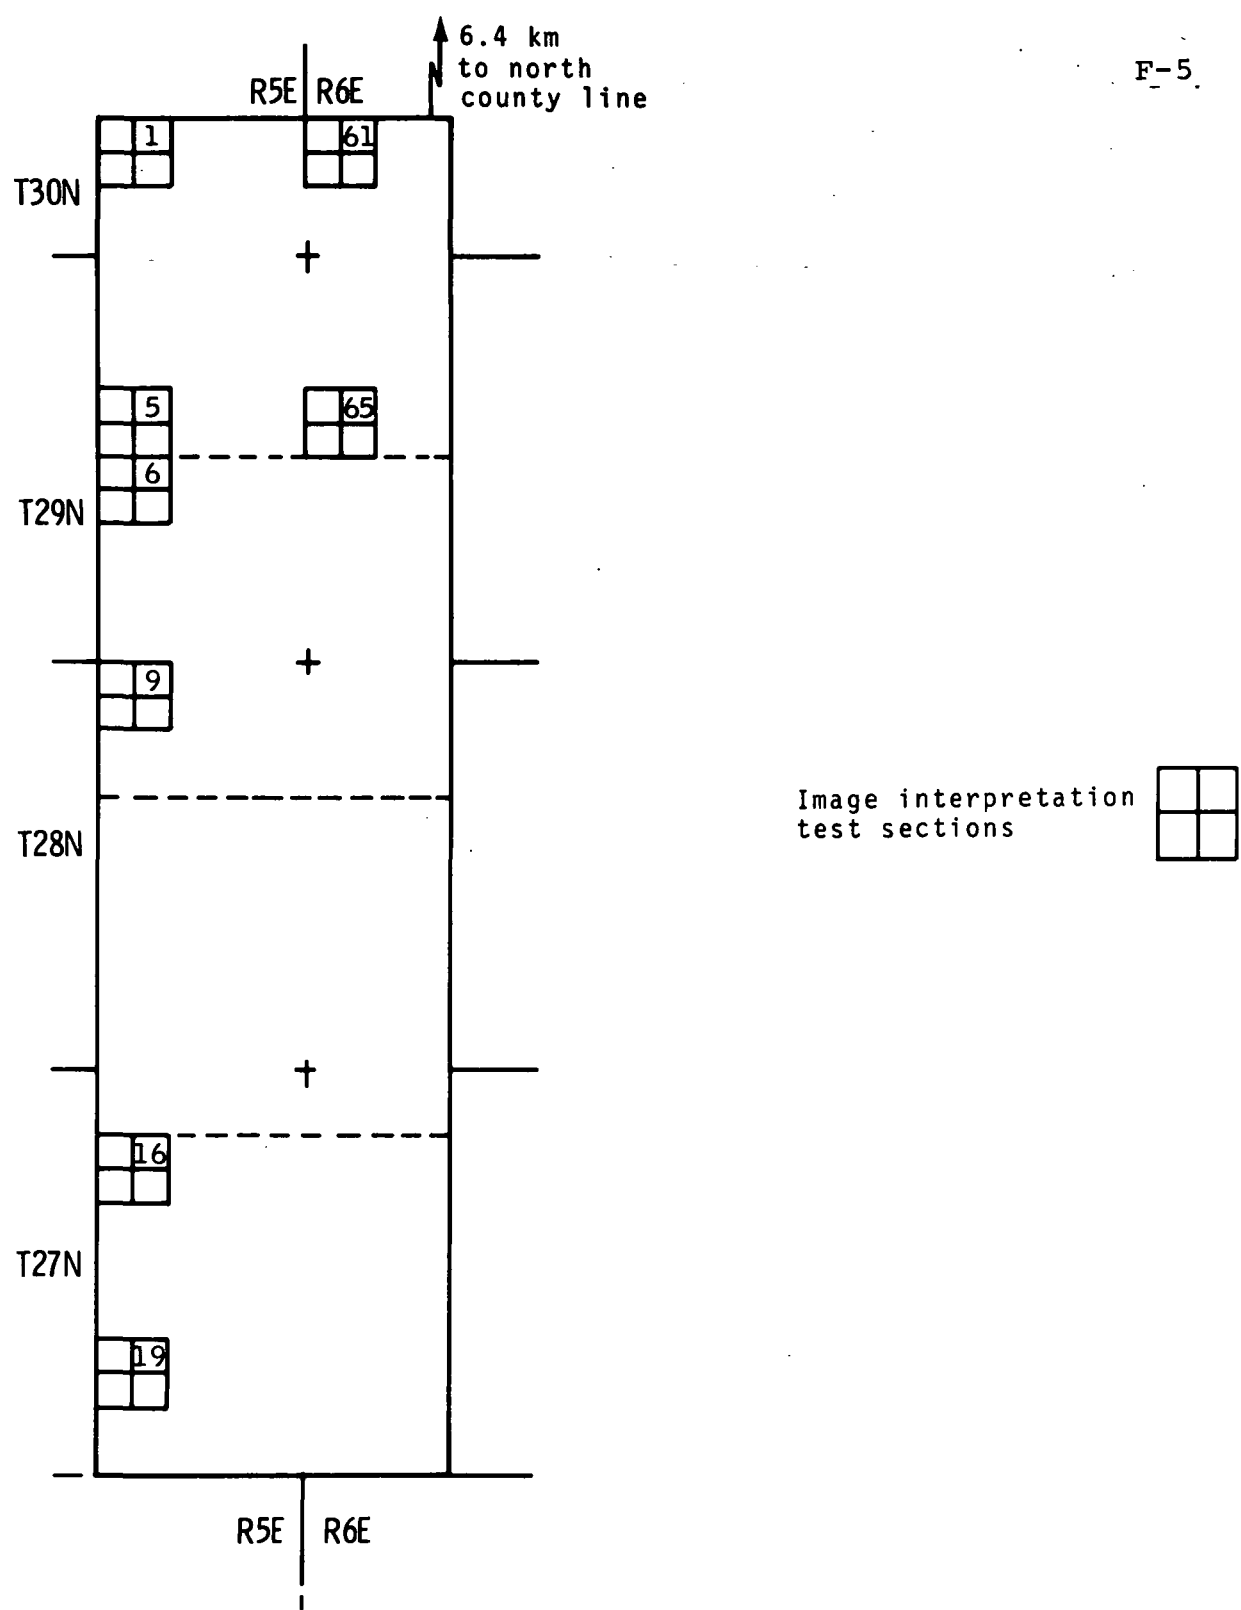 6.4 km
to north
county line
N
F-5
R5E R6E
1
61
T30N
5
65
6
T29N
9
Image interpretation
test sections
T28N
16
T27N
19
R5E R6E